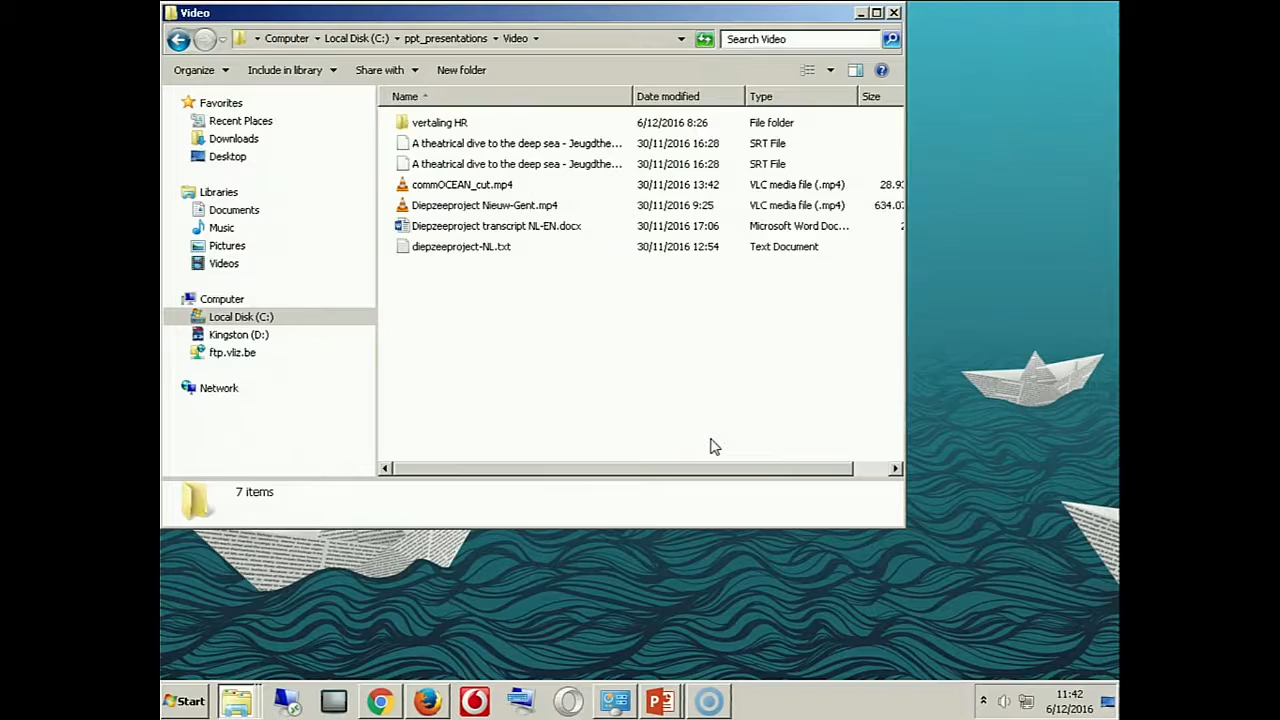 Video
Computer Local Disk (C:) ppt_presentations Video
Search Video
Organize Include in library Share with New folder
Name Date modified Type Size
Favorites
Recent Places
Downloads
Desktop
Libraries
Documents
Music
Pictures
Videos
Computer
Local Disk (C:)
Kingston (D:)
ftp.vliz.be
Network
vertaling HR 6/12/2016 8:26 File folder
A theatrical dive to the deep sea - Jeugdthe... 30/11/2016 16:28 SRT File
A theatrical dive to the deep sea - Jeugdthe... 30/11/2016 16:28 SRT File
commOCEAN_cut.mp4 30/11/2016 13:42 VLC media file (.mp4) 28.9
Diepzeeproject Nieuw-Gent.mp4 30/11/2016 9:25 VLC media file (.mp4) 634.0
Diepzeeproject transcript NL-EN.docx 30/11/2016 17:06 Microsoft Word Doc...
diepzeeproject-NL.txt 30/11/2016 12:54 Text Document
7 items
Start
11:42
6/12/2016